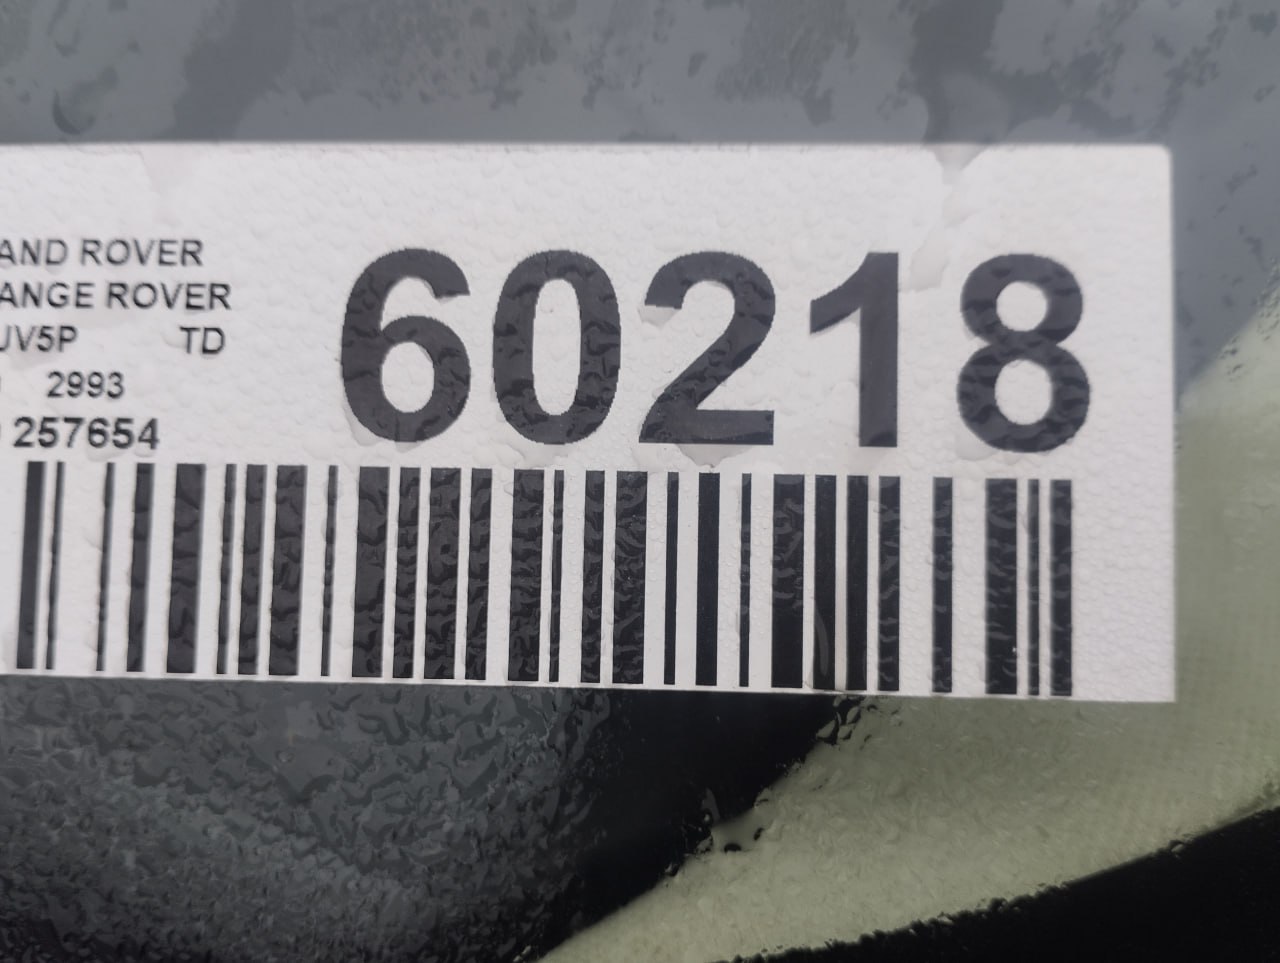 AND ROVER
ANGE ROVER
UV5P TD
2993
257654
60218